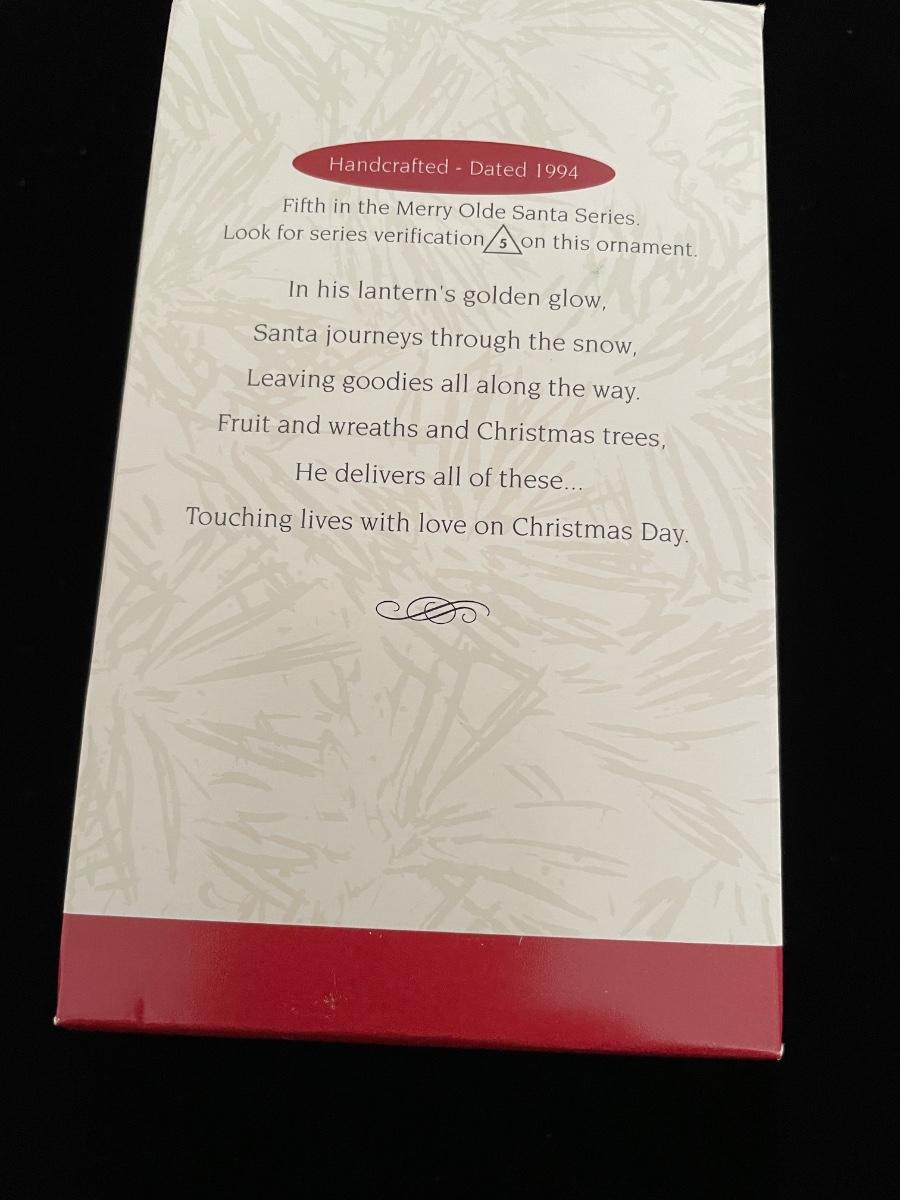 Handcrafted - Dated 1994
Fifth in the Merry Olde Santa Series.
Look for series verification 5 on this ornament.
In his lantern's golden glow,
Santa journeys through the snow,
Leaving goodies all along the way.
Fruit and wreaths and Christmas trees,
He delivers all of these...
Touching lives with love on Christmas Day.